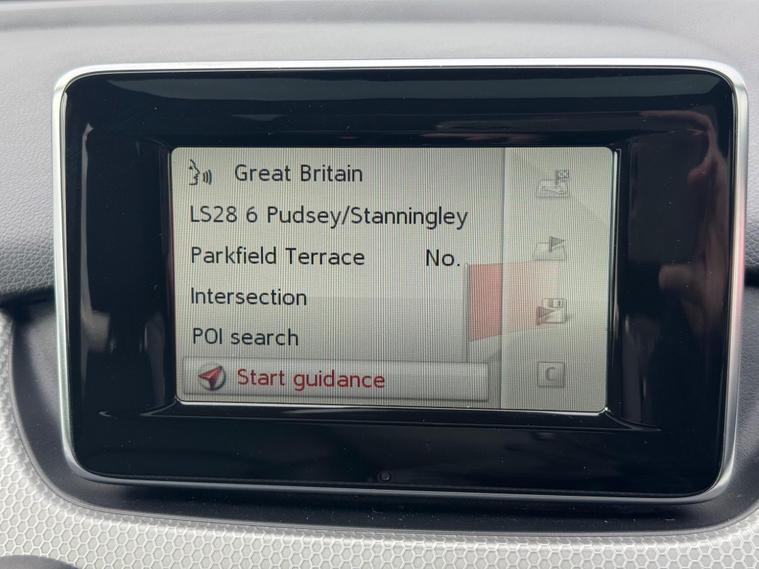 Great Britain
LS28 6 Pudsey/Stanningley
Parkfield Terrace No.
Intersection
POI search
Start guidance
C